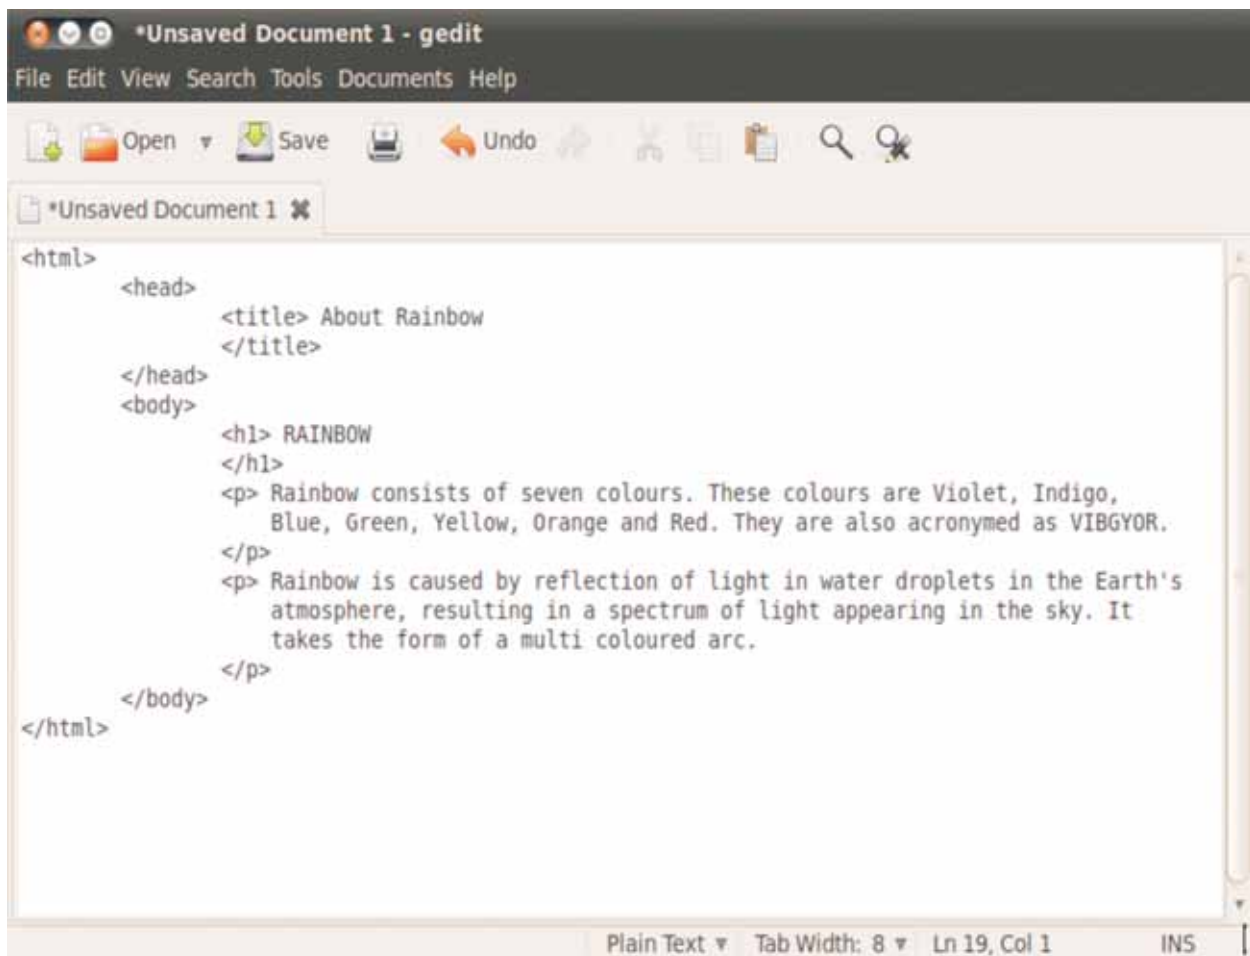 *Unsaved Document 1 - gedit
File Edit View Search Tools Documents Help
Open Save Undo
*Unsaved Document 1
<html>
<head>
<title> About Rainbow
</title>
</head>
<body>
<h1> RAINBOW
</h1>
<p> Rainbow consists of seven colours. These colours are Violet, Indigo,
Blue, Green, Yellow, Orange and Red. They are also acronymed as VIBGYOR.
</p>
<p> Rainbow is caused by reflection of light in water droplets in the Earth's
atmosphere, resulting in a spectrum of light appearing in the sky. It
takes the form of a multi coloured arc.
</p>
</body>
</html>
Plain Text Tab Width: 8 Ln 19, Col 1 INS